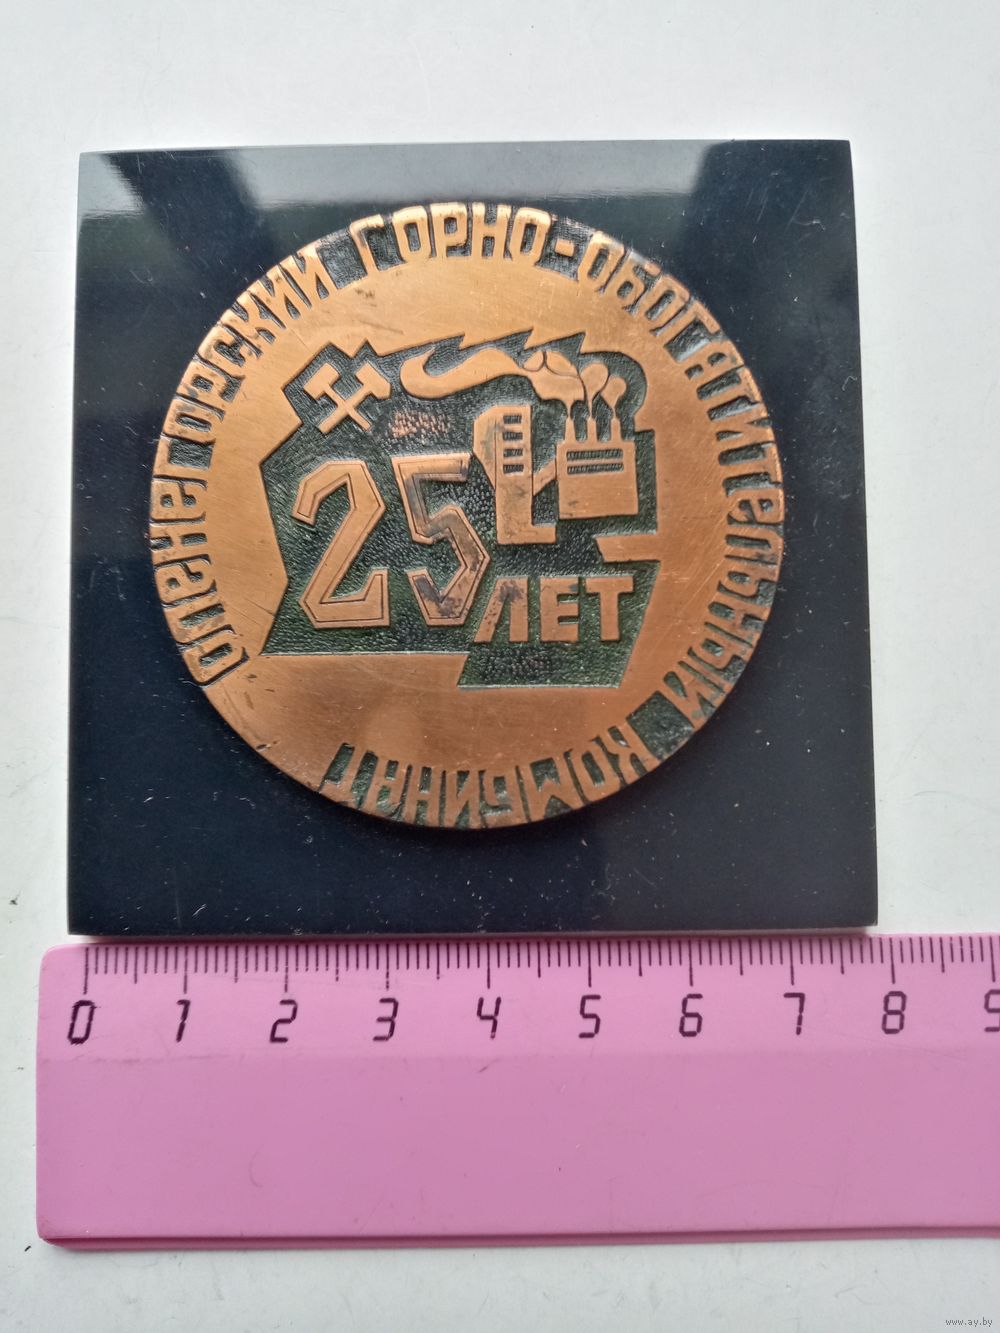 ОЛЕНЕГОРСКИЙ ГОРНО-ОБОГАТИТЕЛЬНЫЙ КОМБИНАТ
25
ЛЕТ
0 1 2 3 4 5 6 7 8 9
www.ay.by